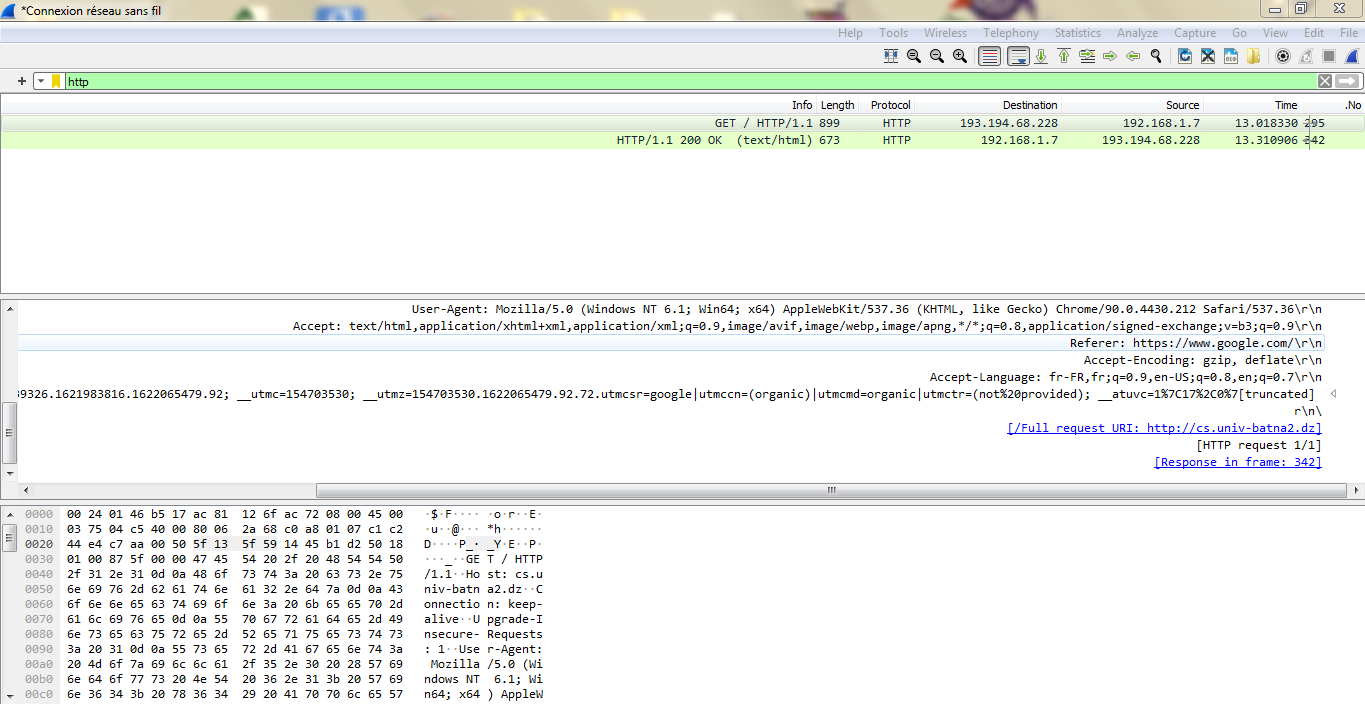 *Connexion réseau sans fil
Help Tools Wireless Telephony Statistics Analyze Capture Go View Edit File
http
Info Length Protocol Destination Source Time .No
GET / HTTP/1.1 899 HTTP 193.194.68.228 192.168.1.7 13.018330 295
HTTP/1.1 200 OK (text/html) 673 HTTP 192.168.1.7 193.194.68.228 13.310906 342
User-Agent: Mozilla/5.0 (Windows NT 6.1; Win64; x64) AppleWebKit/537.36 (KHTML, like Gecko) Chrome/90.0.4430.212 Safari/537.36\r\n
Accept: text/html,application/xhtml+xml,application/xml;q=0.9,image/avif,image/webp,image/apng,*/*;q=0.8,application/signed-exchange;v=b3;q=0.9\r\n
Referer: https://www.google.com/\r\n
Accept-Encoding: gzip, deflate\r\n
Accept-Language: fr-FR,fr;q=0.9,en-US;q=0.8,en;q=0.7\r\n
39326.1621983816.1622065479.92; __utmc=154703530; __utmz=154703530.1622065479.92.72.utmcsr=google|utmccn=(organic)|utmcmd=organic|utmctr=(not%20provided); __atuvc=1%7C17%2C0%7[truncated]
r\n\
[/Full request URI: http://cs.univ-batna2.dz]
[HTTP request 1/1]
[Response in frame: 342]
0000 00 24 01 46 b5 17 ac 81 12 6f ac 72 08 00 45 00 ·$·F···· ·o·r··E·
0010 03 75 04 c5 40 00 80 06 2a 68 c0 a8 01 07 c1 c2 ·u··@··· *h······
0020 44 e4 c7 aa 00 50 5f 13 5f 59 14 45 b1 d2 50 18 D····P_· _Y·E··P·
0030 01 00 87 5f 00 00 47 45 54 20 2f 20 48 54 54 50 ···_··GE T / HTTP
0040 2f 31 2e 31 0d 0a 48 6f 73 74 3a 20 63 73 2e 75 /1.1··Ho st: cs.u
0050 6e 69 76 2d 62 61 74 6e 61 32 2e 64 7a 0d 0a 43 niv-batn a2.dz··C
0060 6f 6e 6e 65 63 74 69 6f 6e 3a 20 6b 65 65 70 2d onnectio n: keep-
0070 61 6c 69 76 65 0d 0a 55 70 67 72 61 64 65 2d 49 alive··U pgrade-I
0080 6e 73 65 63 75 72 65 2d 52 65 71 75 65 73 74 73 nsecure- Requests
0090 3a 20 31 0d 0a 55 73 65 72 2d 41 67 65 6e 74 3a : 1··Use r-Agent:
00a0 20 4d 6f 7a 69 6c 6c 61 2f 35 2e 30 20 28 57 69 Mozilla /5.0 (Wi
00b0 6e 64 6f 77 73 20 4e 54 20 36 2e 31 3b 20 57 69 ndows NT 6.1; Wi
00c0 6e 36 34 3b 20 78 36 34 29 20 41 70 70 6c 65 57 n64; x64 ) AppleW